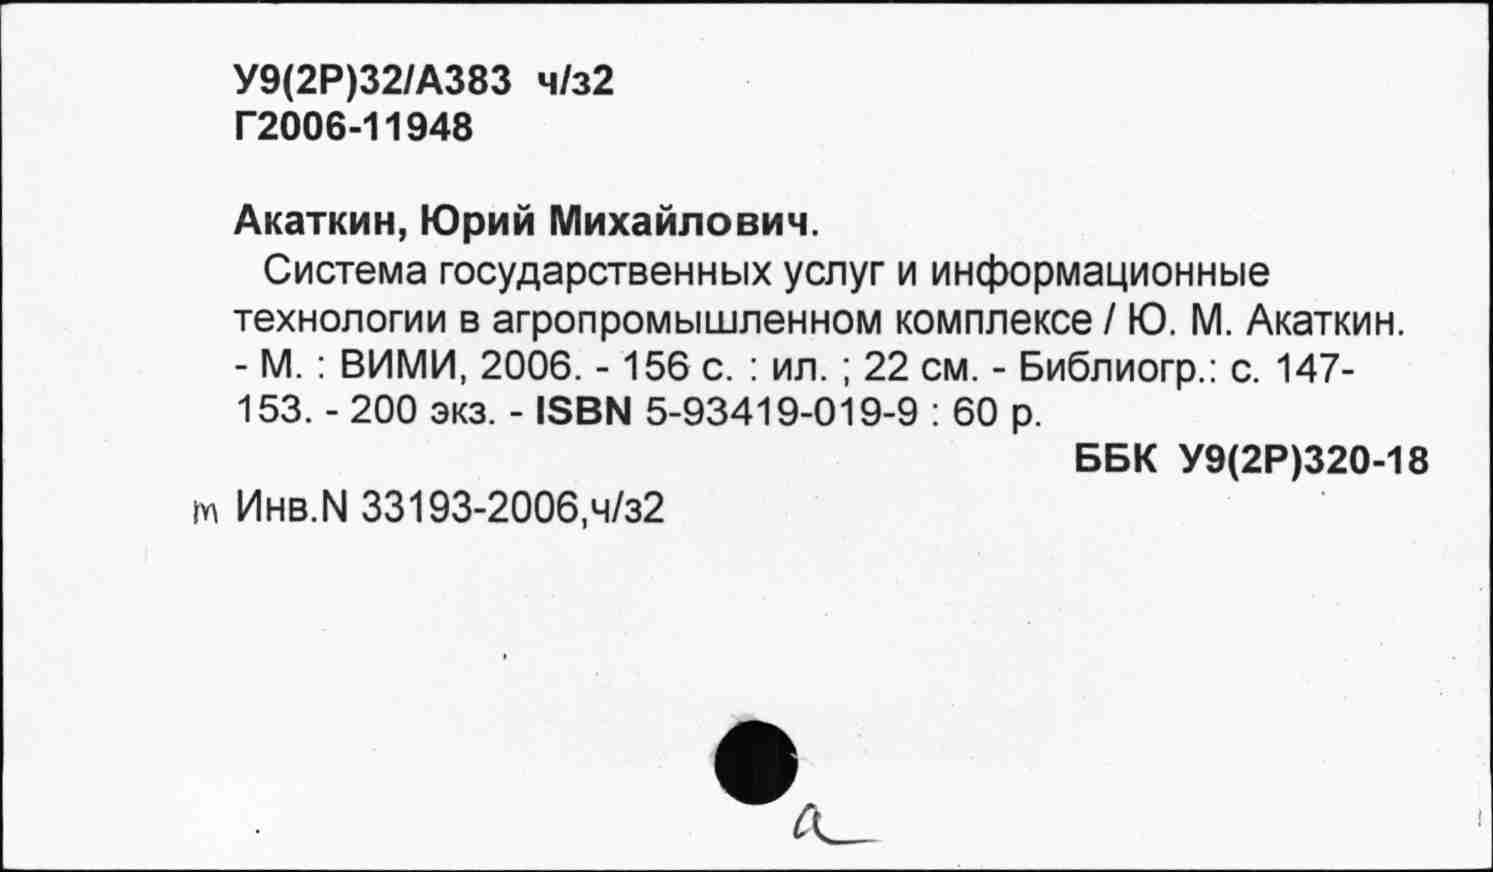 У9(2Р)32/А383 ч/з2
Г2006-11948
Акаткин, Юрий Михайлович.
Система государственных услуг и информационные
технологии в агропромышленном комплексе / Ю. М. Акаткин.
- М. : ВИМИ, 2006. - 156 с. : ил. ; 22 см. - Библиогр.: с. 147-
153. - 200 экз. - ISBN 5-93419-019-9 : 60 р.
ББК У9(2Р)320-18
m Инв.N 33193-2006,ч/з2
а